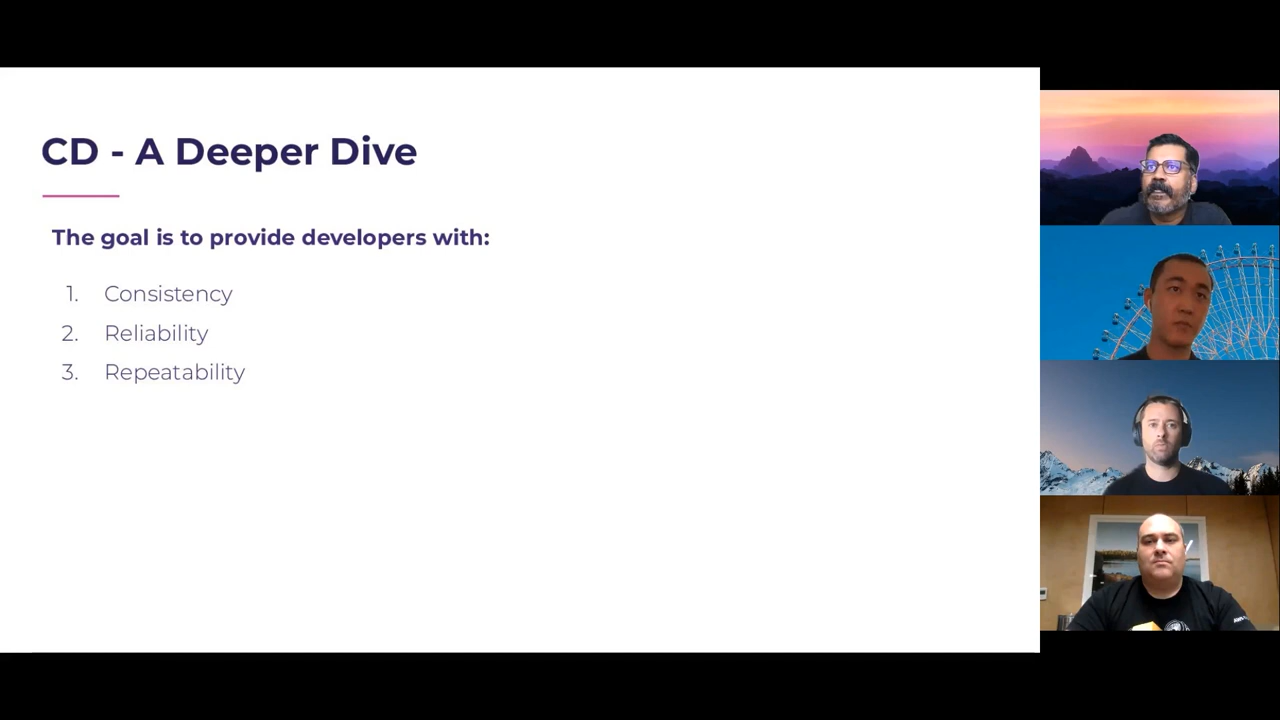 CD - A Deeper Dive
The goal is to provide developers with:
1. Consistency
2. Reliability
3. Repeatability